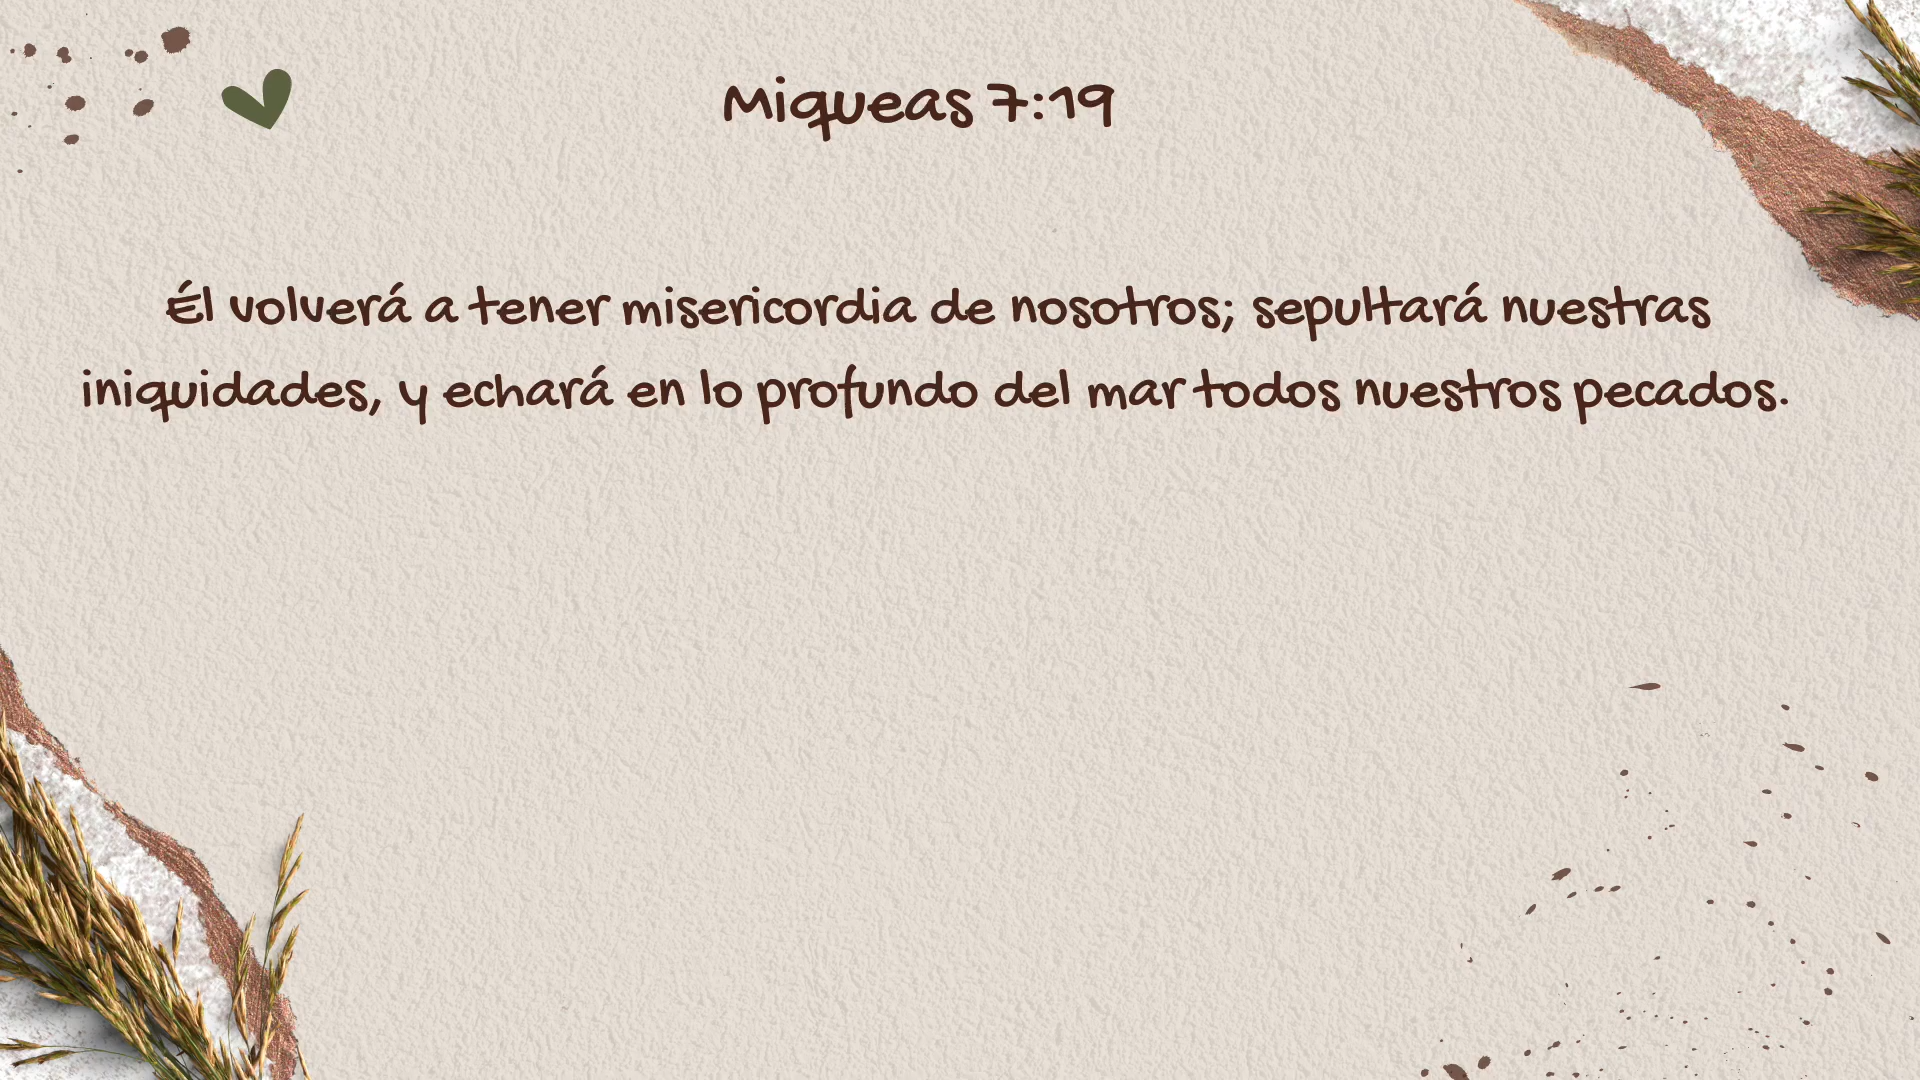 Miqueas 7:19
Él volverá a tener misericordia de nosotros; sepultará nuestras
iniquidades, y echará en lo profundo del mar todos nuestros pecados.